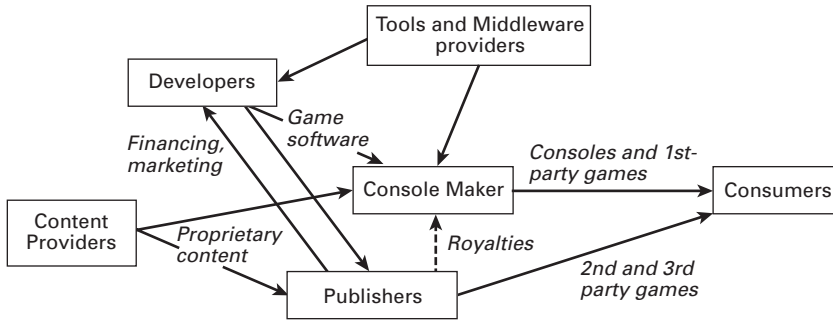 Tools and Middleware
providers
Developers
Game
software
Financing,
marketing
Consoles and 1st-
party games
Console Maker
Consumers
Content
Providers
Proprietary
content
Royalties
2nd and 3rd
party games
Publishers